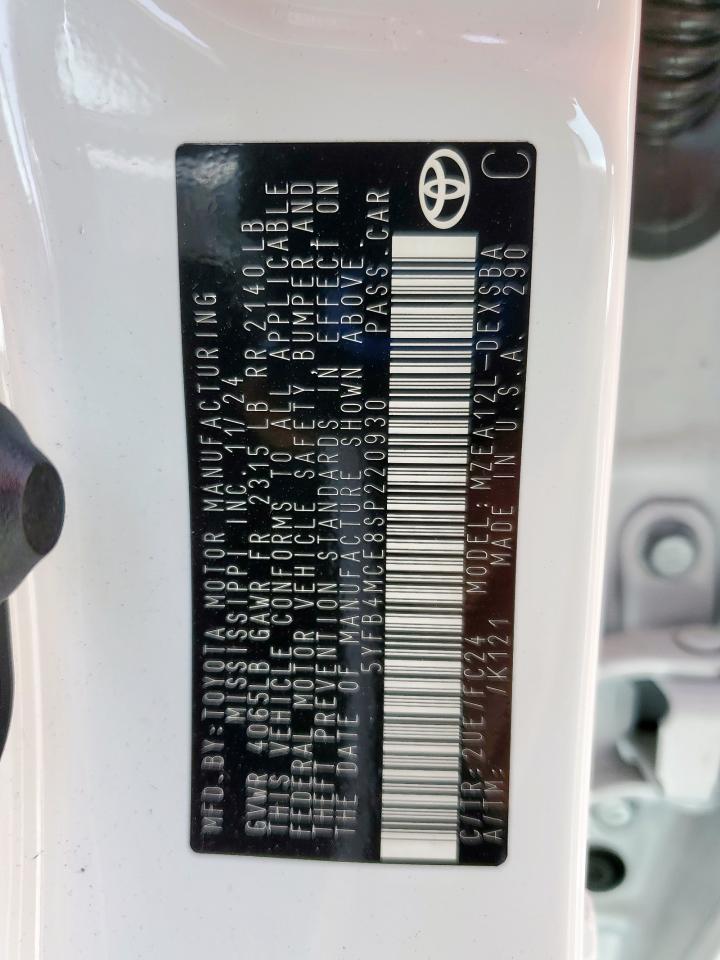 MFD.BY:TOYOTA MOTOR MANUFACTURING
MISSISSIPPI INC. 11/24
GVWR 4065LB GAWR FR 2315 LB RR 2140 LB
THIS VEHICLE CONFORMS TO ALL APPLICABLE
FEDERAL MOTOR VEHICLE SAFETY, BUMPER, AND
THEFT PREVENTION STANDARDS IN EFFECT ON
THE DATE OF MANUFACTURE SHOWN ABOVE.
5YFB4MCE8SP220930 PASS.CAR
C/TR: 2UE7/FC24 MODEL: MZEA12L-DEXSBA
A/TM: /K121 MADE IN U.S.A. 290
C